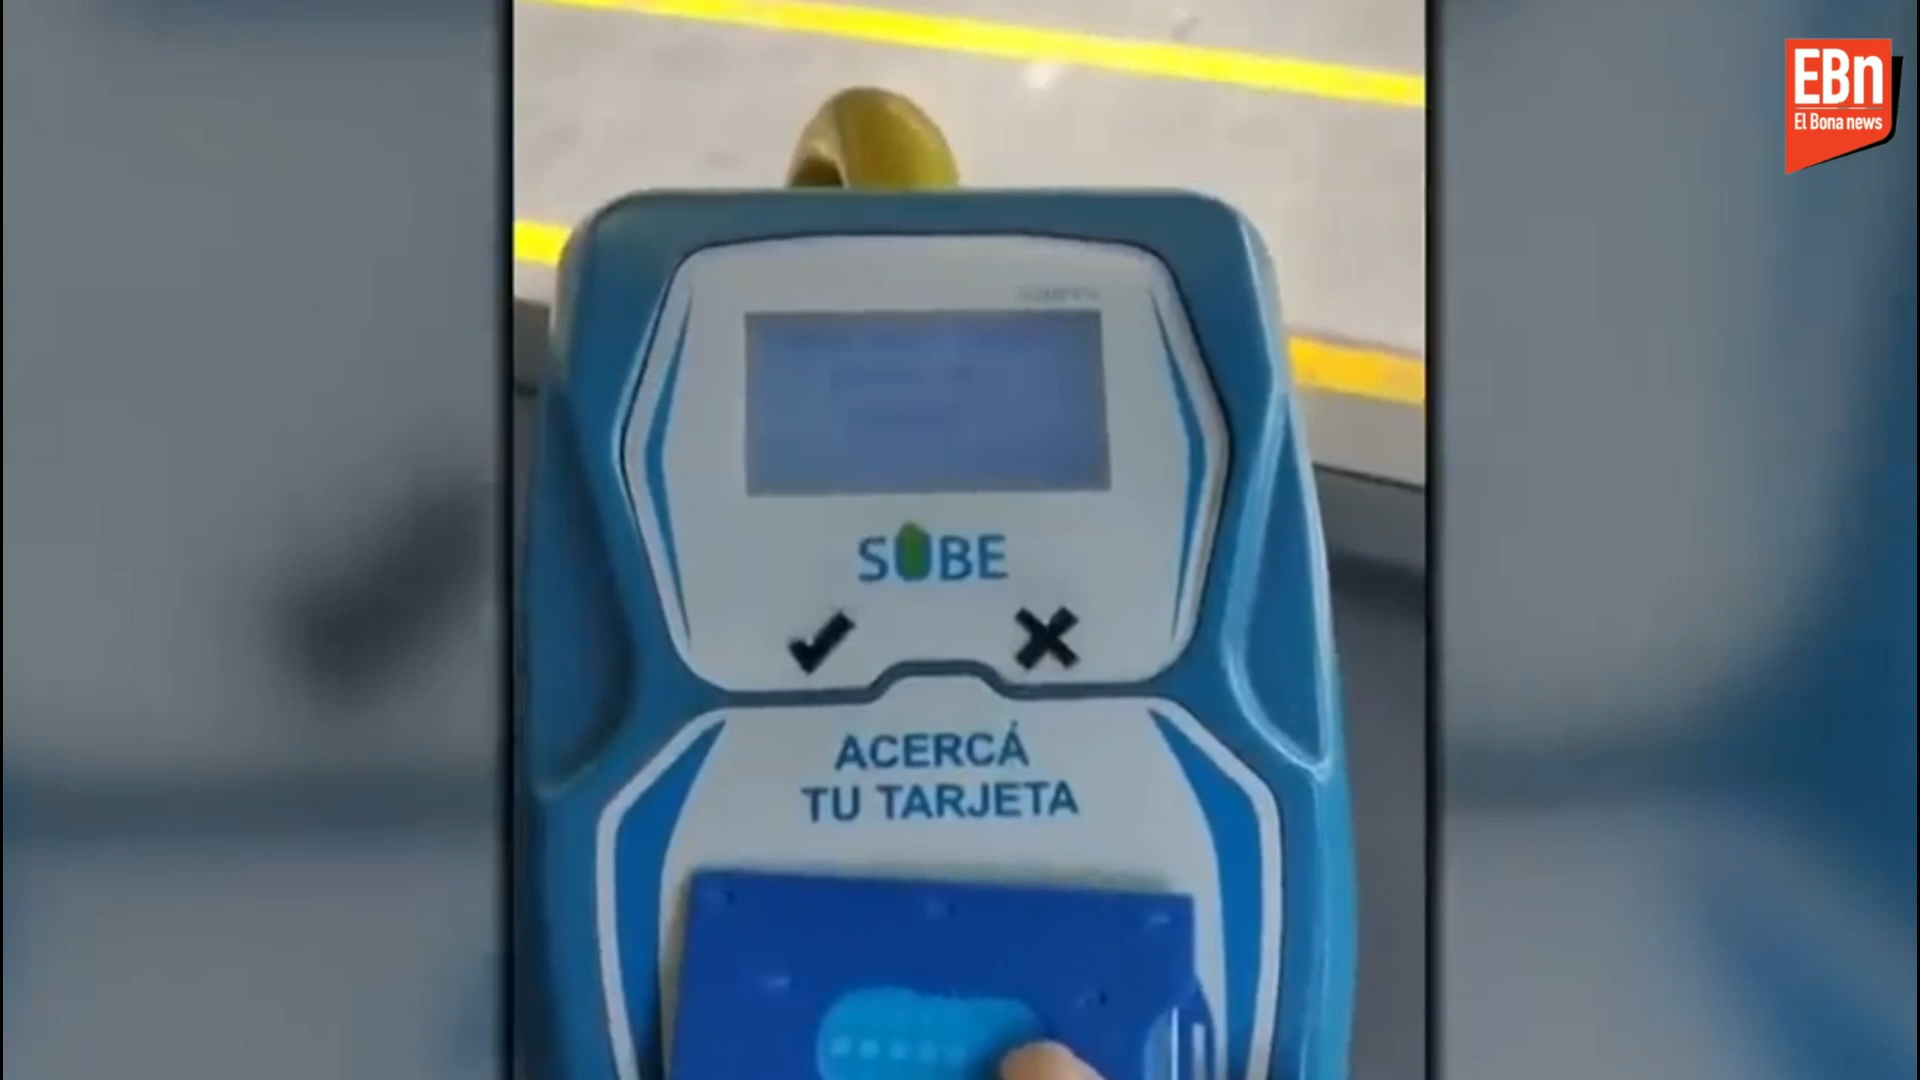 EBn
El Bona news
SUBE
ACERCÁ
TU TARJETA